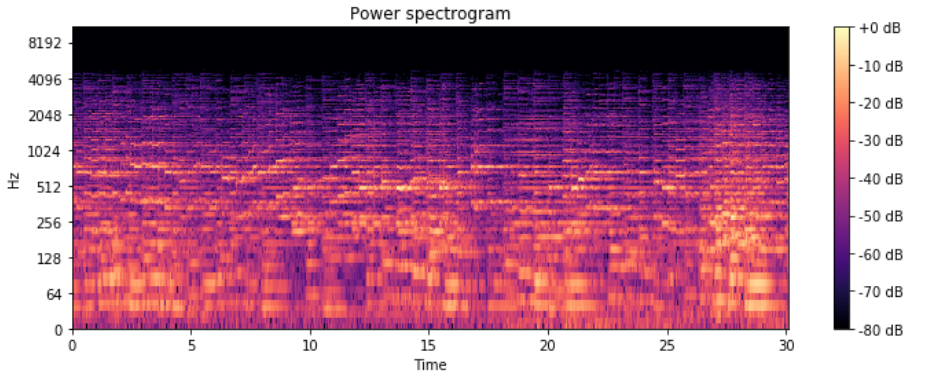 Power spectrogram
8192
4096
2048
1024
512
256
128
64
0
Hz
0 5 10 15 20 25 30
Time
+0 dB
-10 dB
-20 dB
-30 dB
-40 dB
-50 dB
-60 dB
-70 dB
-80 dB